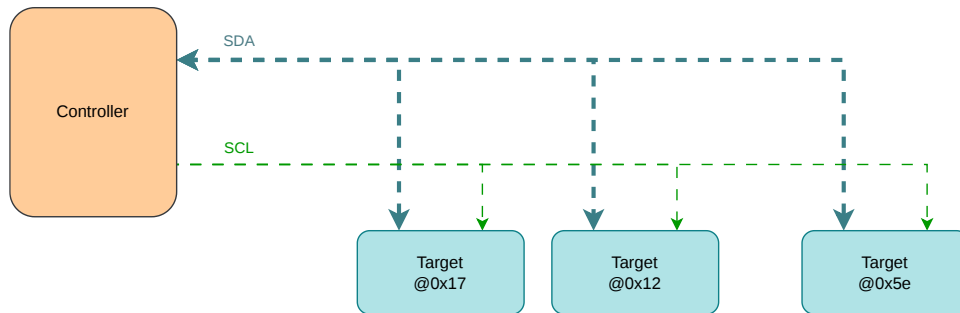 SDA
Controller
SCL
Target
@0x17
Target
@0x12
Target
@0x5e